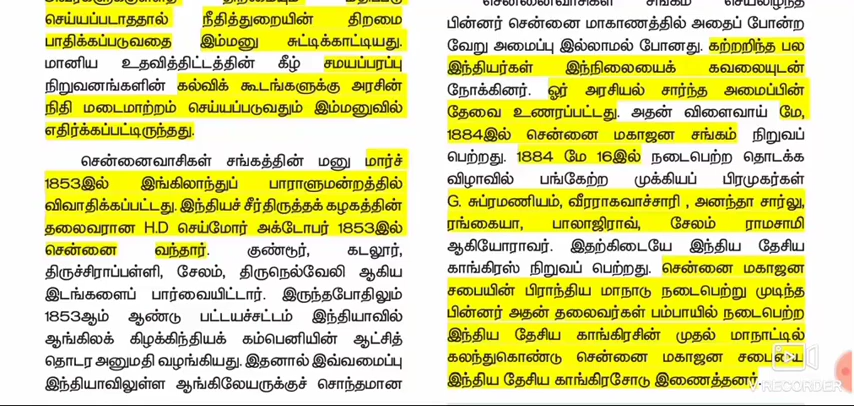 செய்யப்படாததால் நீதித்துறையின் திறமை
பாதிக்கப்படுவதை இம்மனு சுட்டிக்காட்டியது.
மானிய உதவித்திட்டத்தின் கீழ் சமயப்பரப்பு
நிறுவனங்களின் கல்விக் கூடங்களுக்கு அரசின்
நிதி மடைமாற்றம் செய்யப்படுவதும் இம்மனுவில்
எதிர்க்கப்பட்டிருந்தது.
சென்னைவாசிகள் சங்கத்தின் மனு மார்ச்
1853இல் இங்கிலாந்துப் பாராளுமன்றத்தில்
விவாதிக்கப்பட்டது. இந்தியச் சீர்திருத்தக் கழகத்தின்
தலைவரான H.D செய்மோர் அக்டோபர் 1853இல்
சென்னை வந்தார். குண்டூர், கடலூர்,
திருச்சிராப்பள்ளி, சேலம், திருநெல்வேலி ஆகிய
இடங்களைப் பார்வையிட்டார். இருந்தபோதிலும்
1853ஆம் ஆண்டு பட்டயச்சட்டம் இந்தியாவில்
ஆங்கிலக் கிழக்கிந்தியக் கம்பெனியின் ஆட்சித்
தொடர அனுமதி வழங்கியது. இதனால் இவ்வமைப்பு
இந்தியாவிலுள்ள ஆங்கிலேயருக்குச் சொந்தமான
பின்னர் சென்னை மாகாணத்தில் அதைப் போன்ற
வேறு அமைப்பு இல்லாமல் போனது. கற்றறிந்த பல
இந்தியர்கள் இந்நிலையைக் கவலையுடன்
நோக்கினர். ஓர் அரசியல் சார்ந்த அமைப்பின்
தேவை உணரப்பட்டது. அதன் விளைவாய் மே,
1884இல் சென்னை மகாஜன சங்கம் நிறுவப்
பெற்றது. 1884 மே 16இல் நடைபெற்ற தொடக்க
விழாவில் பங்கேற்ற முக்கியப் பிரமுகர்கள்
G. சுப்ரமணியம், வீரராகவாச்சாரி , அனந்தா சார்லு,
ரங்கையா, பாலாஜிராவ், சேலம் ராமசாமி
ஆகியோராவர். இதற்கிடையே இந்திய தேசிய
காங்கிரஸ் நிறுவப் பெற்றது. சென்னை மகாஜன
சபையின் பிராந்திய மாநாடு நடைபெற்று முடிந்த
பின்னர் அதன் தலைவர்கள் பம்பாயில் நடைபெற்ற
இந்திய தேசிய காங்கிரசின் முதல் மாநாட்டில்
கலந்துகொண்டு சென்னை மகாஜன சபையை
இந்திய தேசிய காங்கிரசோடு இணைத்தனர்.
V RECORDER